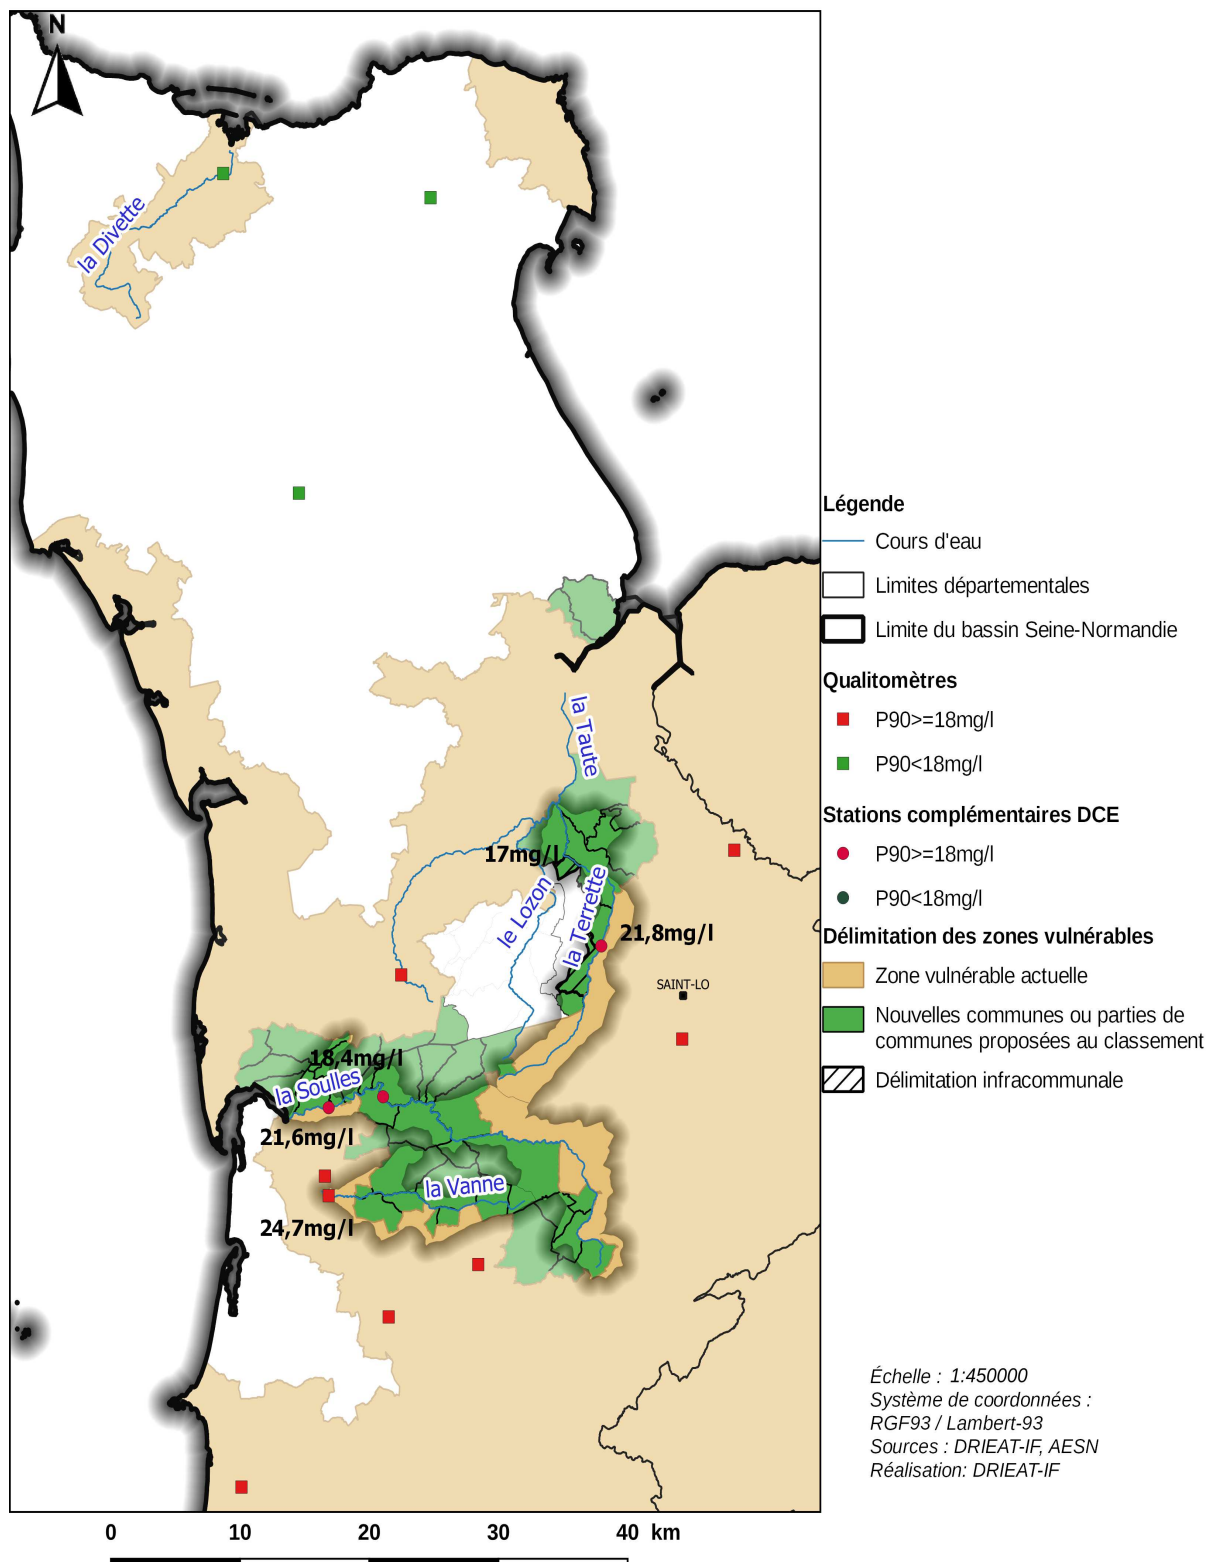 N
la Divette
la Taute
17mg/l
le Lozon
la Terrette
21,8mg/l
SAINT-LO
18,4mg/l
la Soulles
21,6mg/l
la Vanne
24,7mg/l
Légende
Cours d'eau
Limites départementales
Limite du bassin Seine-Normandie
Qualitomètres
P90>=18mg/l
P90<18mg/l
Stations complémentaires DCE
P90>=18mg/l
P90<18mg/l
Délimitation des zones vulnérables
Zone vulnérable actuelle
Nouvelles communes ou parties de
communes proposées au classement
Délimitation infracommunale
Échelle : 1:450000
Système de coordonnées :
RGF93 / Lambert-93
Sources : DRIEAT-IF, AESN
Réalisation: DRIEAT-IF
0 10 20 30 40 km